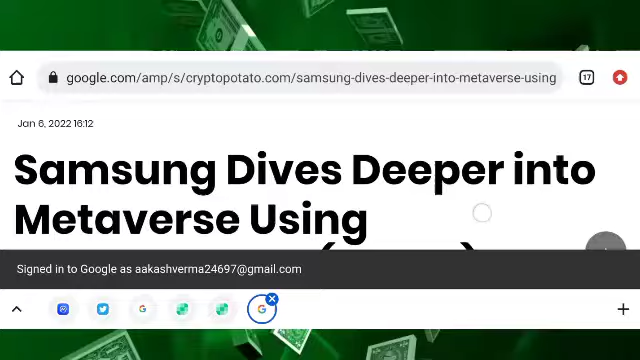 google.com/amp/s/cryptopotato.com/samsung-dives-deeper-into-metaverse-using
17
Jan 6, 2022 16:12
Samsung Dives Deeper into
Metaverse Using
Signed in to Google as aakashverma24697@gmail.com